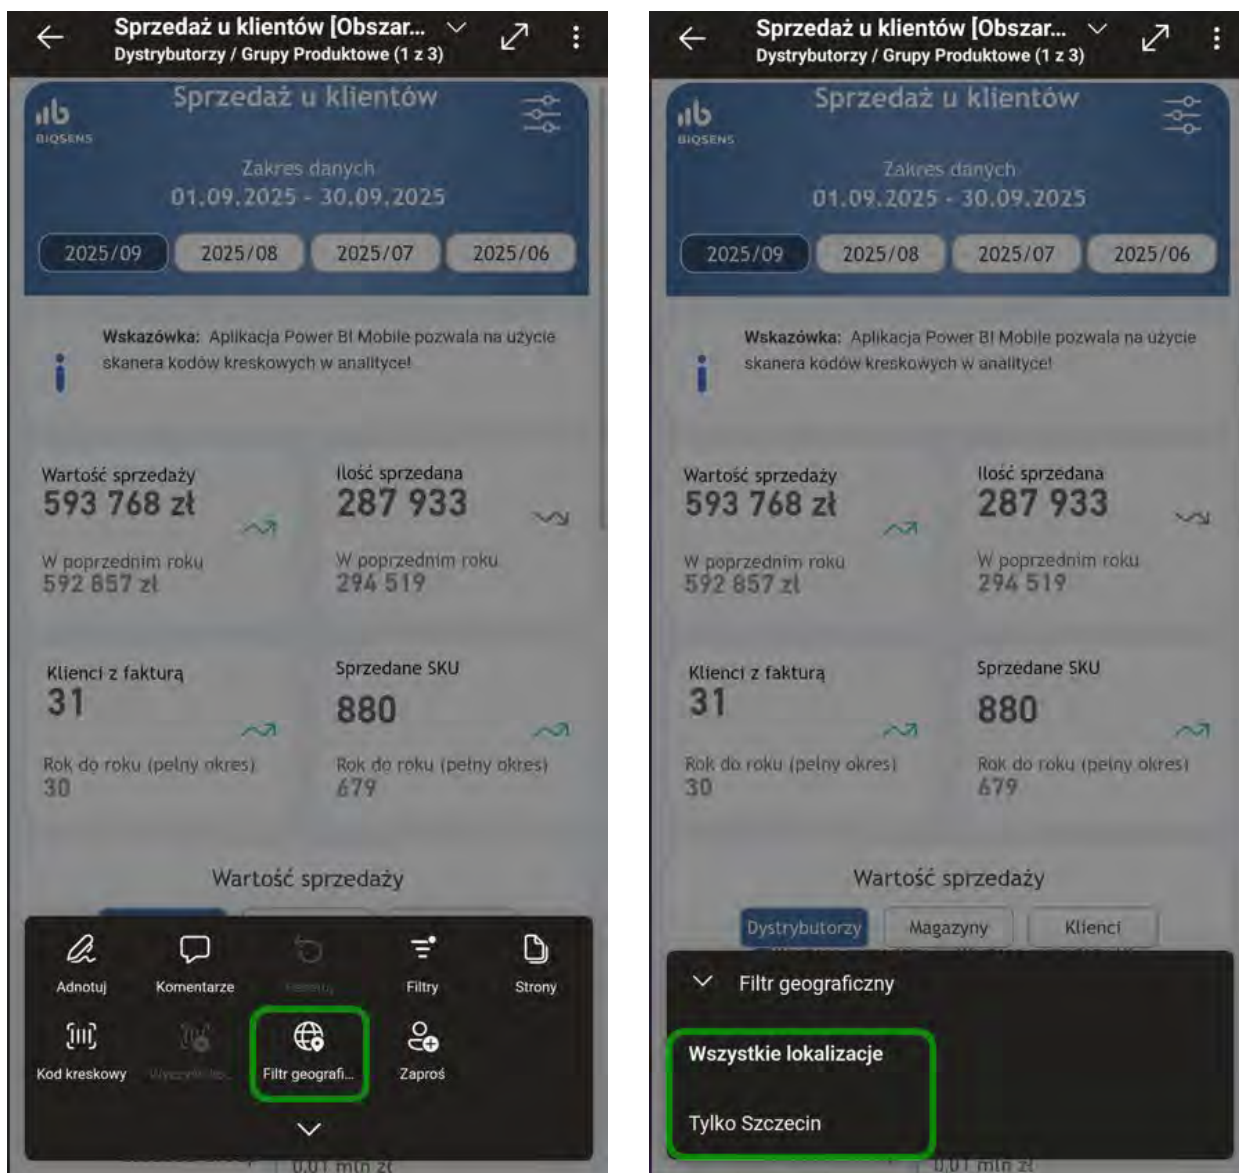 Sprzedaż u klientów [Obszar...
Dystrybutorzy / Grupy Produktowe (1 z 3)
Sprzedaż u klientów
BIQSENS
Zakres danych
01.09.2025 - 30.09.2025
2025/09
2025/08
2025/07
2025/06
Wskazówka: Aplikacja Power BI Mobile pozwala na użycie
skanera kodów kreskowych w analityce!
Wartość sprzedaży
593 768 zł
W poprzednim roku
592 857 zł
Ilość sprzedana
287 933
W poprzednim roku
294 519
Klienci z fakturą
31
Rok do roku (pełny okres)
30
Sprzedane SKU
880
Rok do roku (pełny okres)
679
Wartość sprzedaży
Adnotuj
Komentarze
Filtry
Strony
Kod kreskowy
Filtr geografi...
Zaproś
0,01 mln zł
Sprzedaż u klientów [Obszar...
Dystrybutorzy / Grupy Produktowe (1 z 3)
Sprzedaż u klientów
BIQSENS
Zakres danych
01.09.2025 - 30.09.2025
2025/09
2025/08
2025/07
2025/06
Wskazówka: Aplikacja Power BI Mobile pozwala na użycie
skanera kodów kreskowych w analityce!
Wartość sprzedaży
593 768 zł
W poprzednim roku
592 857 zł
Ilość sprzedana
287 933
W poprzednim roku
294 519
Klienci z fakturą
31
Rok do roku (pełny okres)
30
Sprzedane SKU
880
Rok do roku (pełny okres)
679
Wartość sprzedaży
Dystrybutorzy
Magazyny
Klienci
Filtr geograficzny
Wszystkie lokalizacje
Tylko Szczecin
0,01 mln zł